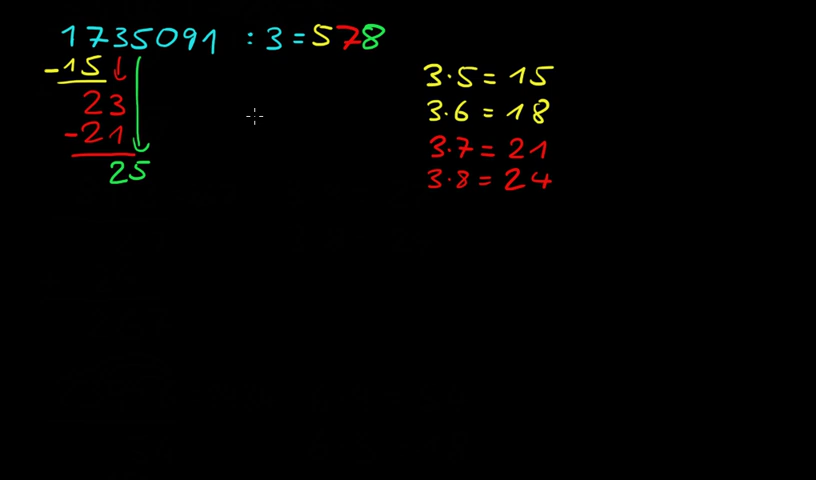 1735091 : 3 = 578
-15
23
-21
25
3·5 = 15
3·6 = 18
3·7 = 21
3·8 = 24